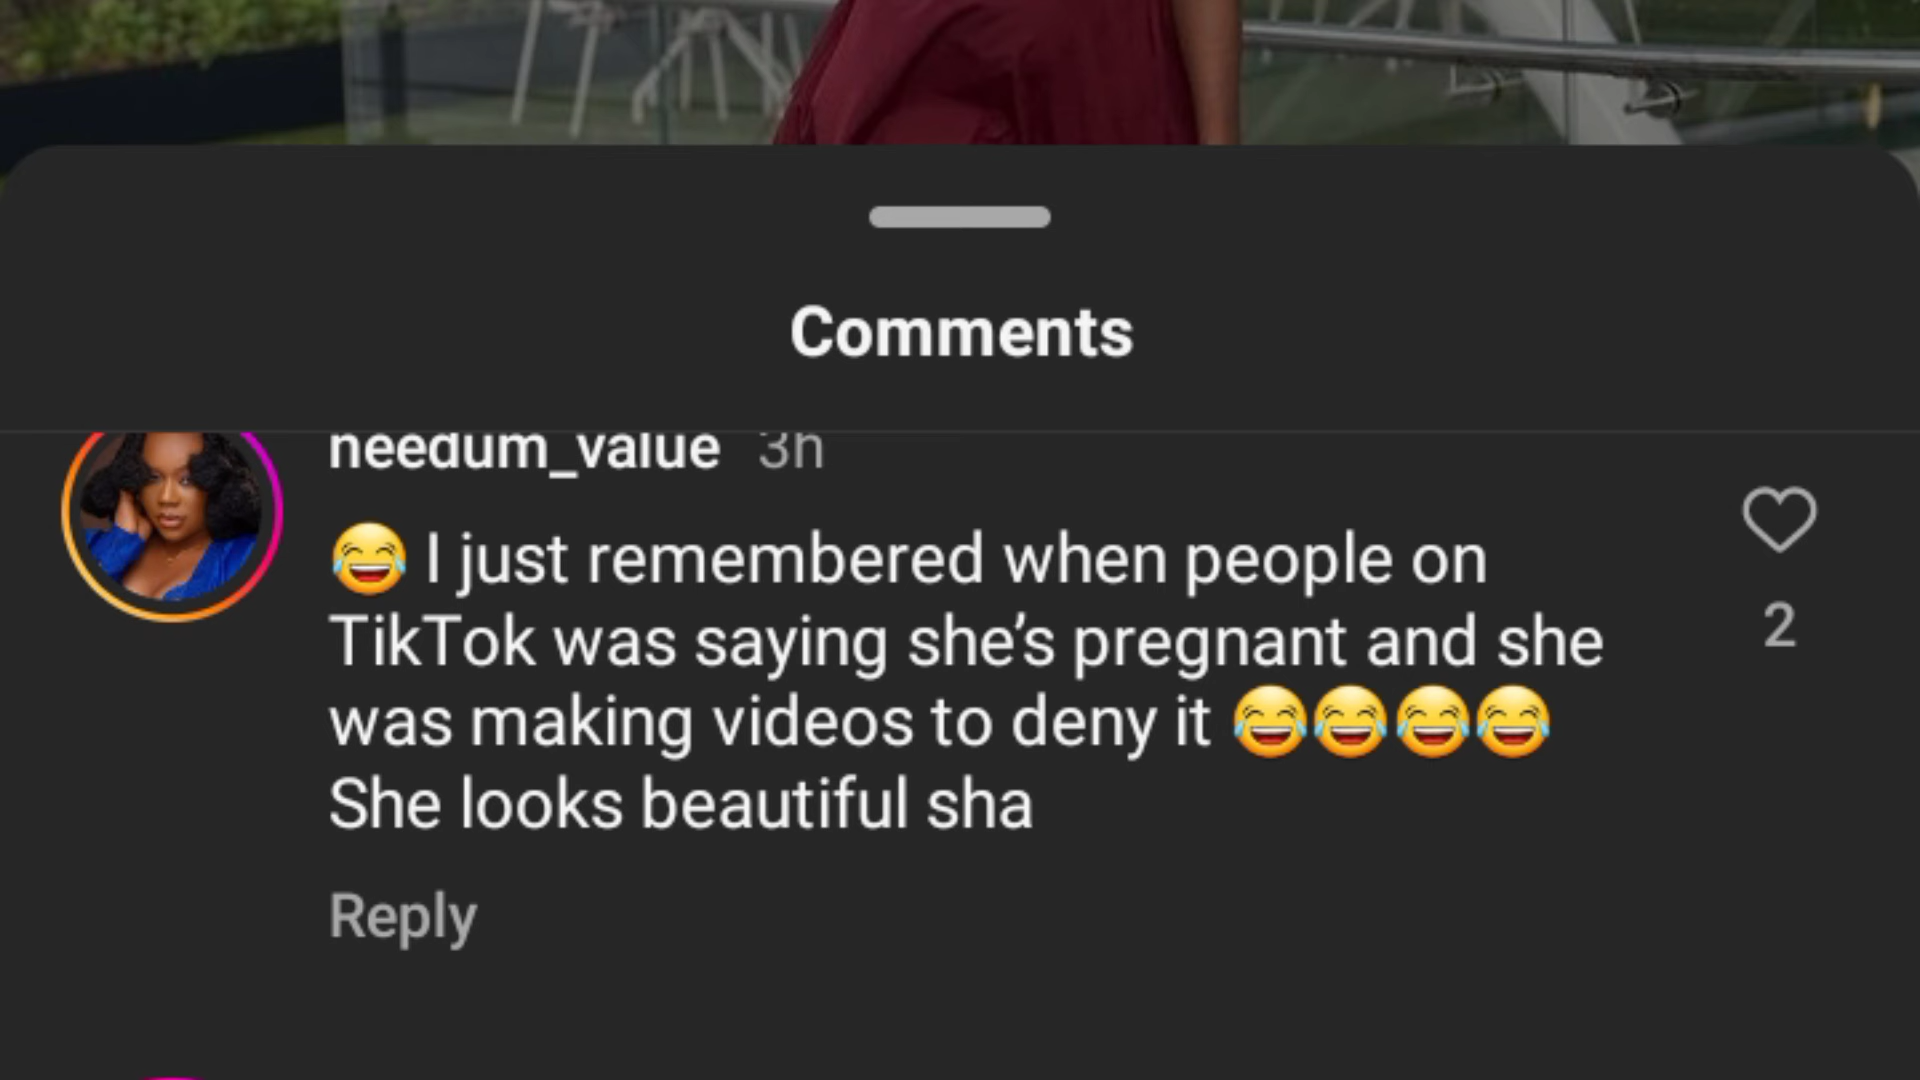 Comments
needum_value 3h
😂 I just remembered when people on
TikTok was saying she’s pregnant and she
was making videos to deny it 😂😂😂😂
She looks beautiful sha
2
Reply